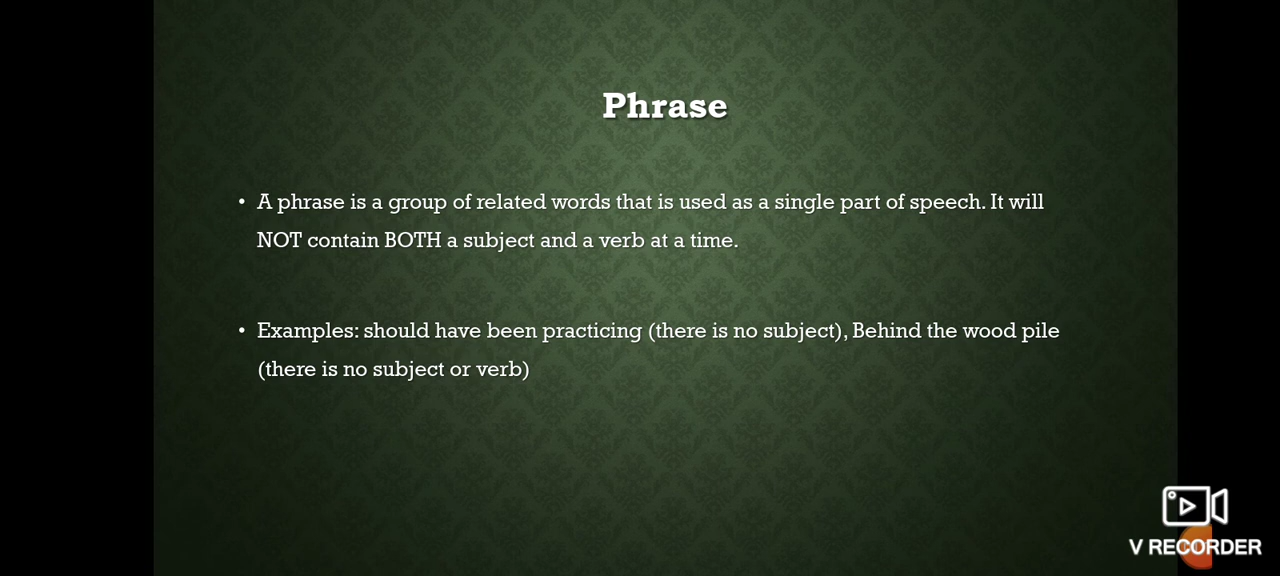 Phrase
• A phrase is a group of related words that is used as a single part of speech. It will
NOT contain BOTH a subject and a verb at a time.
• Examples: should have been practicing (there is no subject), Behind the wood pile
(there is no subject or verb)
V RECORDER